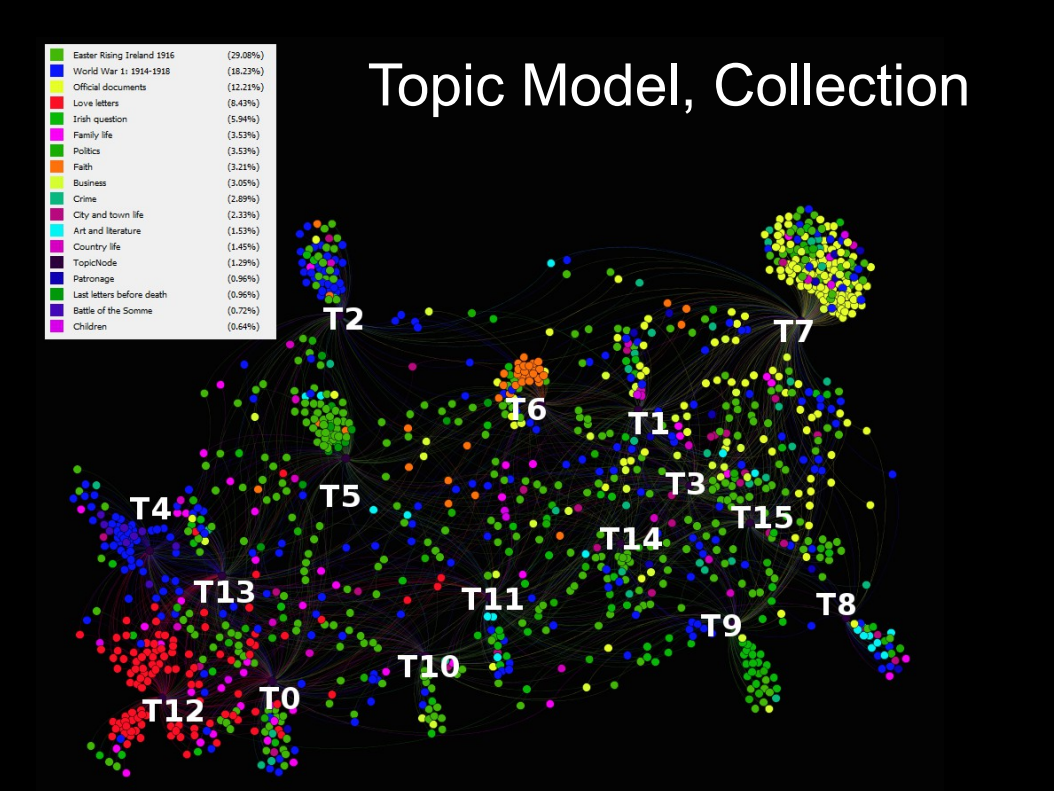 Topic Model, Collection
Easter Rising Ireland 1916 (29.08%)
World War 1: 1914-1918 (18.23%)
Official documents (12.21%)
Love letters (8.43%)
Irish question (5.94%)
Family life (3.53%)
Politics (3.53%)
Faith (3.21%)
Business (3.05%)
Crime (2.89%)
City and town life (2.33%)
Art and literature (1.53%)
Country life (1.45%)
TopicNode (1.29%)
Patronage (0.96%)
Last letters before death (0.96%)
Battle of the Somme (0.72%)
Children (0.64%)
T2
T7
T6
T1
T5
T3
T4
T15
T14
T13
T11
T8
T9
T10
T0
T12